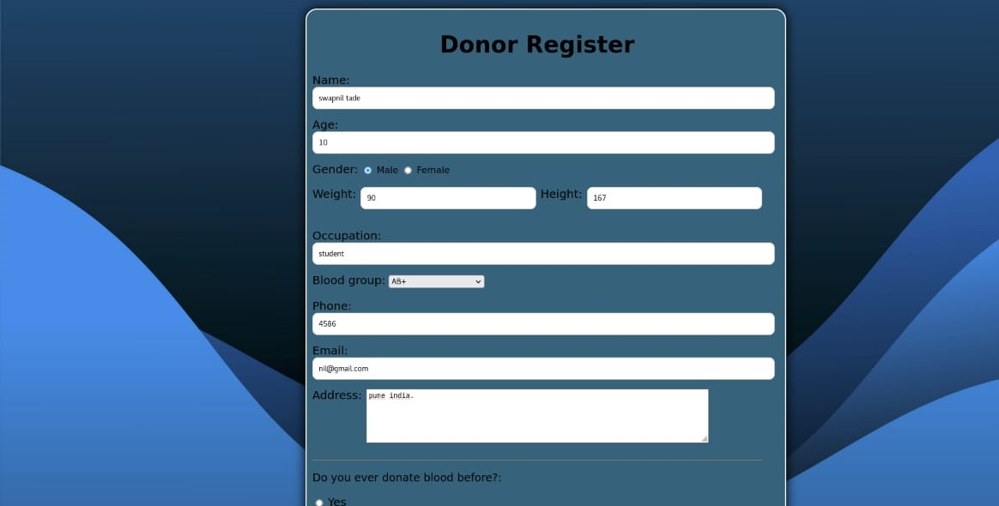 Donor Register
Name:
swapnil tade
Age:
10
Gender: Male Female
Weight: 90 Height: 167
Occupation:
student
Blood group: AB+
Phone:
4586
Email:
nil@gmail.com
Address: pune india.
Do you ever donate blood before?:
Yes